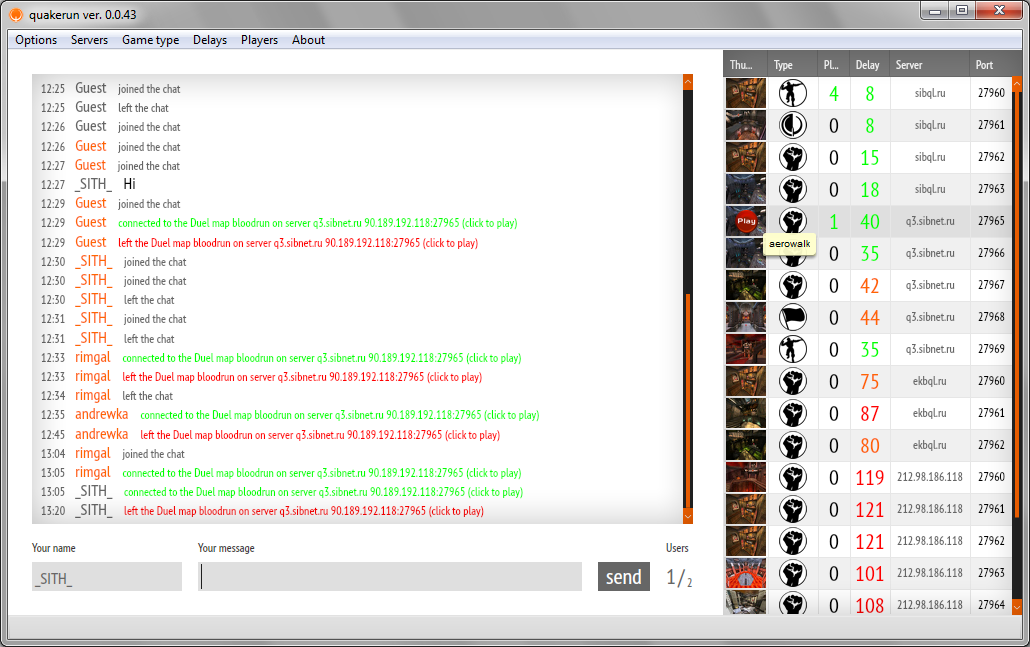 quakerun ver. 0.0.43
Options Servers Game type Delays Players About
12:25 Guest joined the chat
12:25 Guest left the chat
12:26 Guest joined the chat
12:26 Guest joined the chat
12:27 Guest joined the chat
12:27 _SITH_ Hi
12:29 Guest joined the chat
12:29 Guest connected to the Duel map bloodrun on server q3.sibnet.ru 90.189.192.118:27965 (click to play)
12:29 Guest left the Duel map bloodrun on server q3.sibnet.ru 90.189.192.118:27965 (click to play)
12:30 _SITH_ joined the chat
12:30 _SITH_ joined the chat
12:30 _SITH_ left the chat
12:31 _SITH_ joined the chat
12:31 _SITH_ left the chat
12:33 rimgal connected to the Duel map bloodrun on server q3.sibnet.ru 90.189.192.118:27965 (click to play)
12:33 rimgal left the Duel map bloodrun on server q3.sibnet.ru 90.189.192.118:27965 (click to play)
12:34 rimgal left the chat
12:35 andrewka connected to the Duel map bloodrun on server q3.sibnet.ru 90.189.192.118:27965 (click to play)
12:45 andrewka left the Duel map bloodrun on server q3.sibnet.ru 90.189.192.118:27965 (click to play)
13:04 rimgal joined the chat
13:05 rimgal connected to the Duel map bloodrun on server q3.sibnet.ru 90.189.192.118:27965 (click to play)
13:05 _SITH_ connected to the Duel map bloodrun on server q3.sibnet.ru 90.189.192.118:27965 (click to play)
13:20 _SITH_ left the Duel map bloodrun on server q3.sibnet.ru 90.189.192.118:27965 (click to play)
Your name Your message Users
_SITH_ send 1/2
Thu... Type Pl... Delay Server Port
4 8 sibql.ru 27960
0 8 sibql.ru 27961
0 15 sibql.ru 27962
0 18 sibql.ru 27963
Play 1 40 q3.sibnet.ru 27965
aerowalk
0 35 q3.sibnet.ru 27966
0 42 q3.sibnet.ru 27967
0 44 q3.sibnet.ru 27968
0 35 q3.sibnet.ru 27969
0 75 ekbql.ru 27960
0 87 ekbql.ru 27961
0 80 ekbql.ru 27962
0 119 212.98.186.118 27960
0 121 212.98.186.118 27961
0 121 212.98.186.118 27962
0 101 212.98.186.118 27963
0 108 212.98.186.118 27964